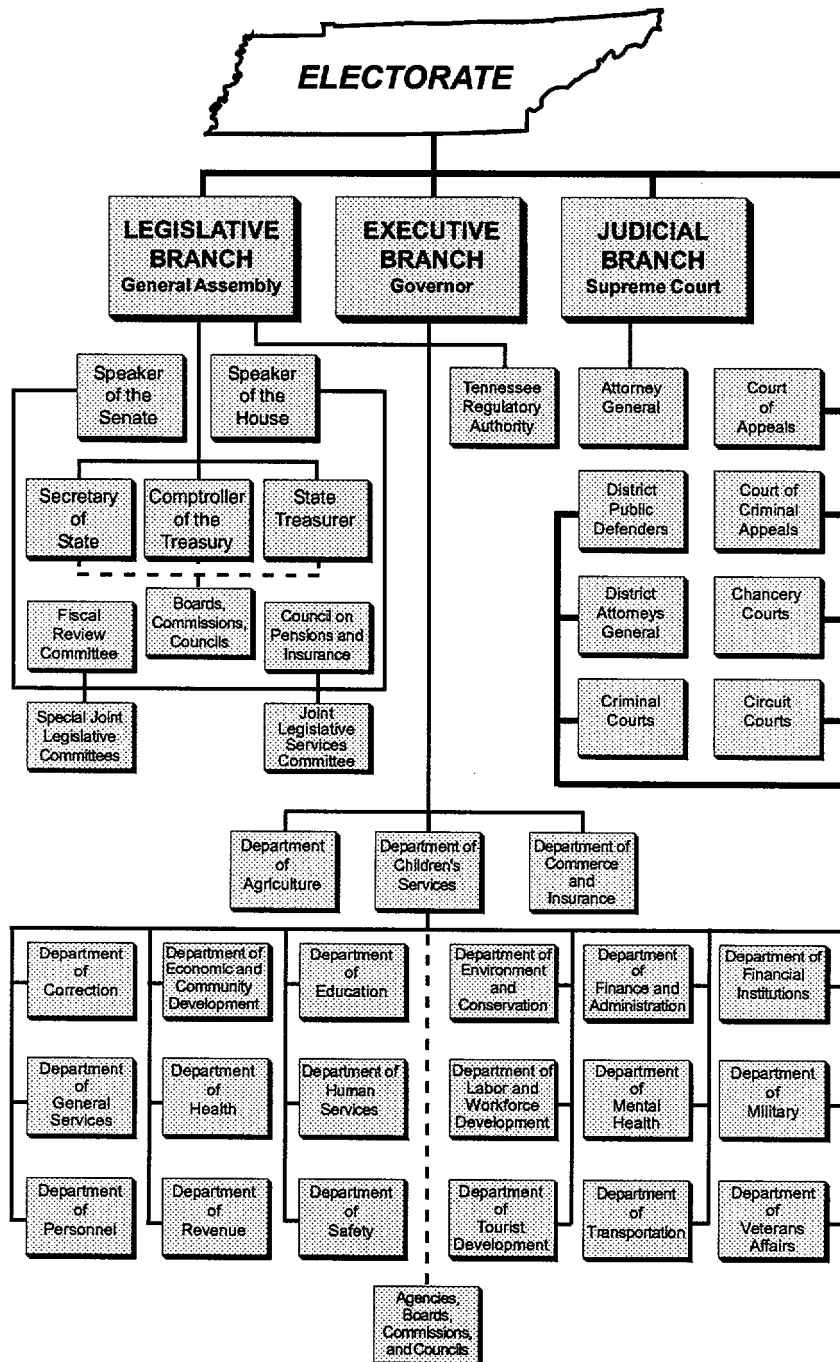 ELECTORATE
LEGISLATIVE
BRANCH
General Assembly
EXECUTIVE
BRANCH
Governor
JUDICIAL
BRANCH
Supreme Court
Speaker
of the
Senate
Speaker
of the
House
Tennessee
Regulatory
Authority
Attorney
General
Court
of
Appeals
Secretary
of
State
Comptroller
of the
Treasury
State
Treasurer
District
Public
Defenders
Court of
Criminal
Appeals
Fiscal
Review
Committee
Boards,
Commissions,
Councils
Council on
Pensions and
Insurance
District
Attorneys
General
Chancery
Courts
Special Joint
Legislative
Committees
Joint
Legislative
Services
Committee
Criminal
Courts
Circuit
Courts
Department
of
Agriculture
Department of
Children's
Services
Department of
Commerce
and
Insurance
Department
of
Correction
Department of
Economic and
Community
Development
Department
of
Education
Department of
Environment
and
Conservation
Department
of
Finance and
Administration
Department of
Financial
Institutions
Department
of
General
Services
Department
of
Health
Department of
Human
Services
Department of
Labor and
Workforce
Development
Department
of
Mental
Health
Department
of
Military
Department
of
Personnel
Department
of
Revenue
Department
of
Safety
Department
of
Tourist
Development
Department
of
Transportation
Department
of
Veterans
Affairs
Agencies,
Boards,
Commissions,
and Councils